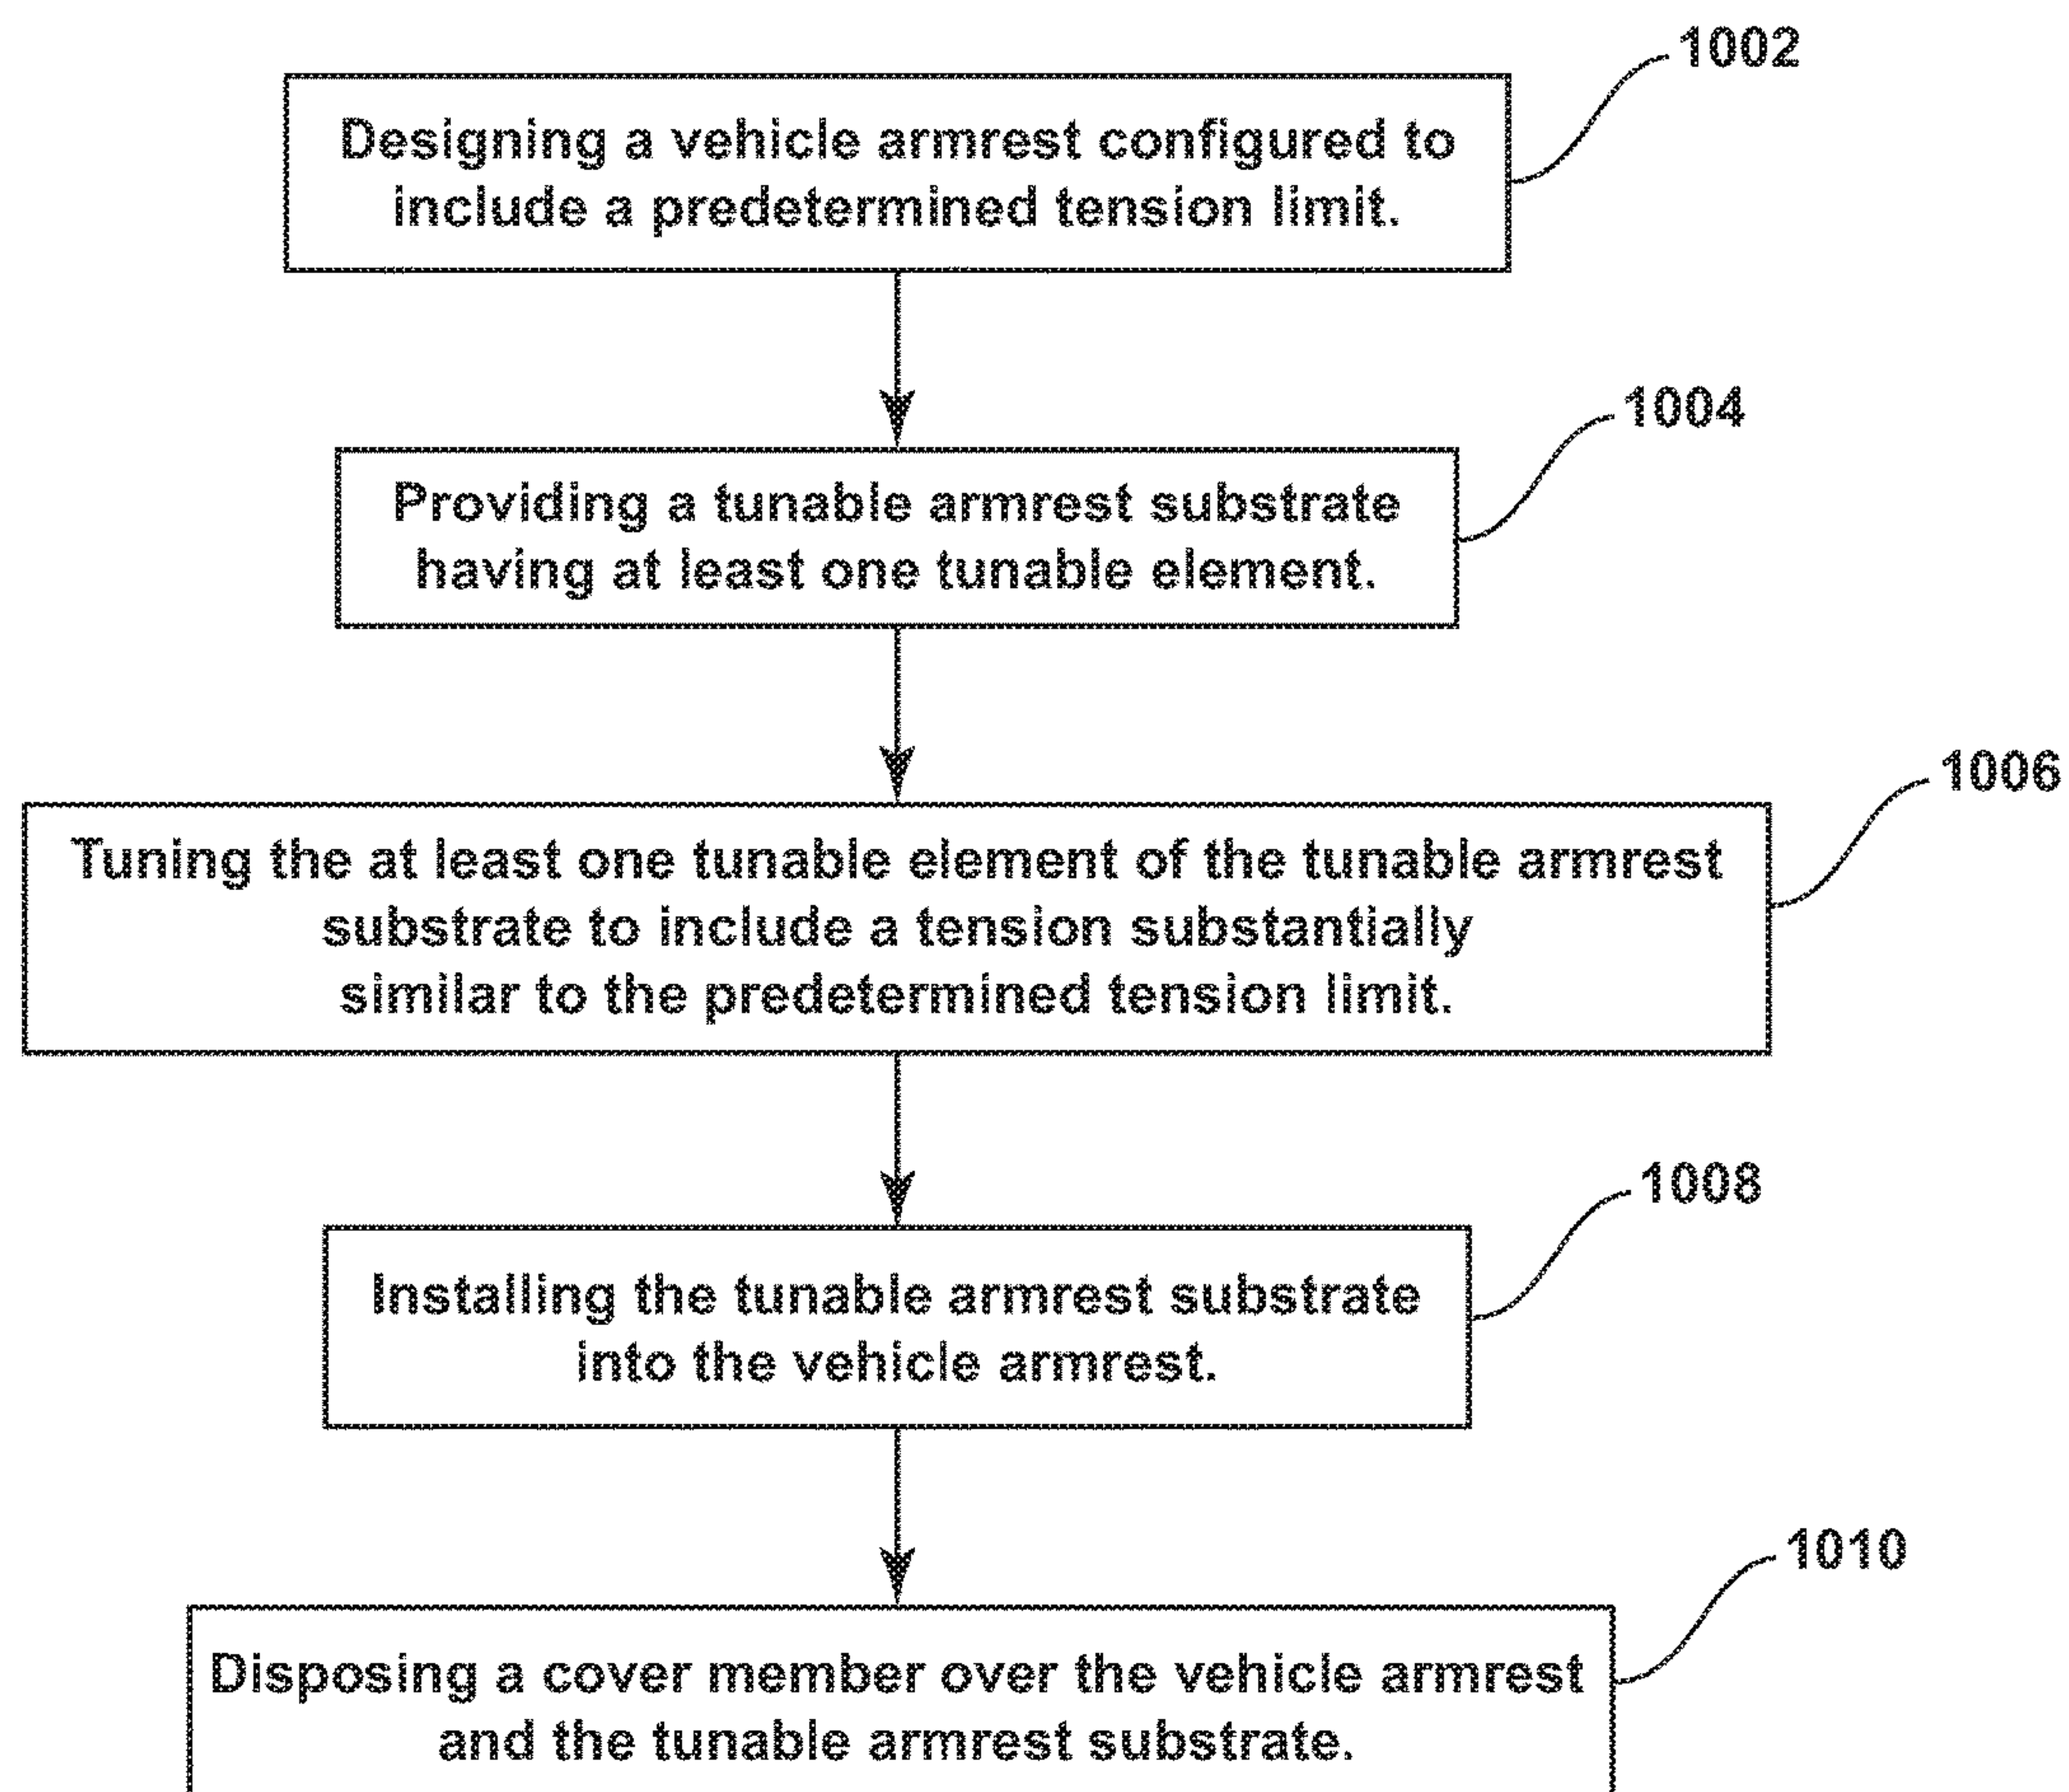 1002
Designing a vehicle armrest configured to
include a predetermined tension limit.
1004
Providing a tunable armrest substrate
having at least one tunable element.
1006
Tuning the at least one tunable element of the tunable armrest
substrate to include a tension substantially
similar to the predetermined tension limit.
1008
Installing the tunable armrest substrate
into the vehicle armrest.
1010
Disposing a cover member over the vehicle armrest
and the tunable armrest substrate.